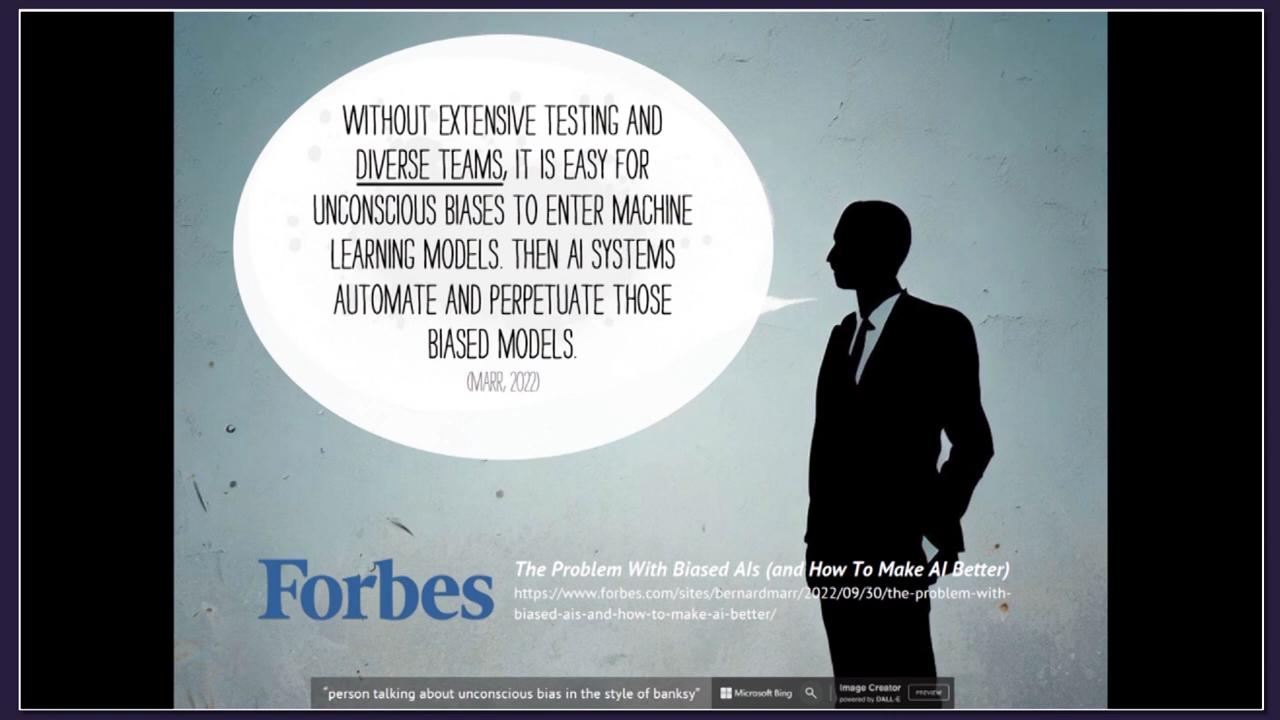 WITHOUT EXTENSIVE TESTING AND
DIVERSE TEAMS, IT IS EASY FOR
UNCONSCIOUS BIASES TO ENTER MACHINE
LEARNING MODELS. THEN AI SYSTEMS
AUTOMATE AND PERPETUATE THOSE
BIASED MODELS.
(MARR, 2022)
Forbes
The Problem With Biased AIs (and How To Make AI Better)
https://www.forbes.com/sites/bernardmarr/2022/09/30/the-problem-with-
biased-ais-and-how-to-make-ai-better/
"person talking about unconscious bias in the style of banksy"
Microsoft Bing
Image Creator
powered by DALL-E
PREVIEW